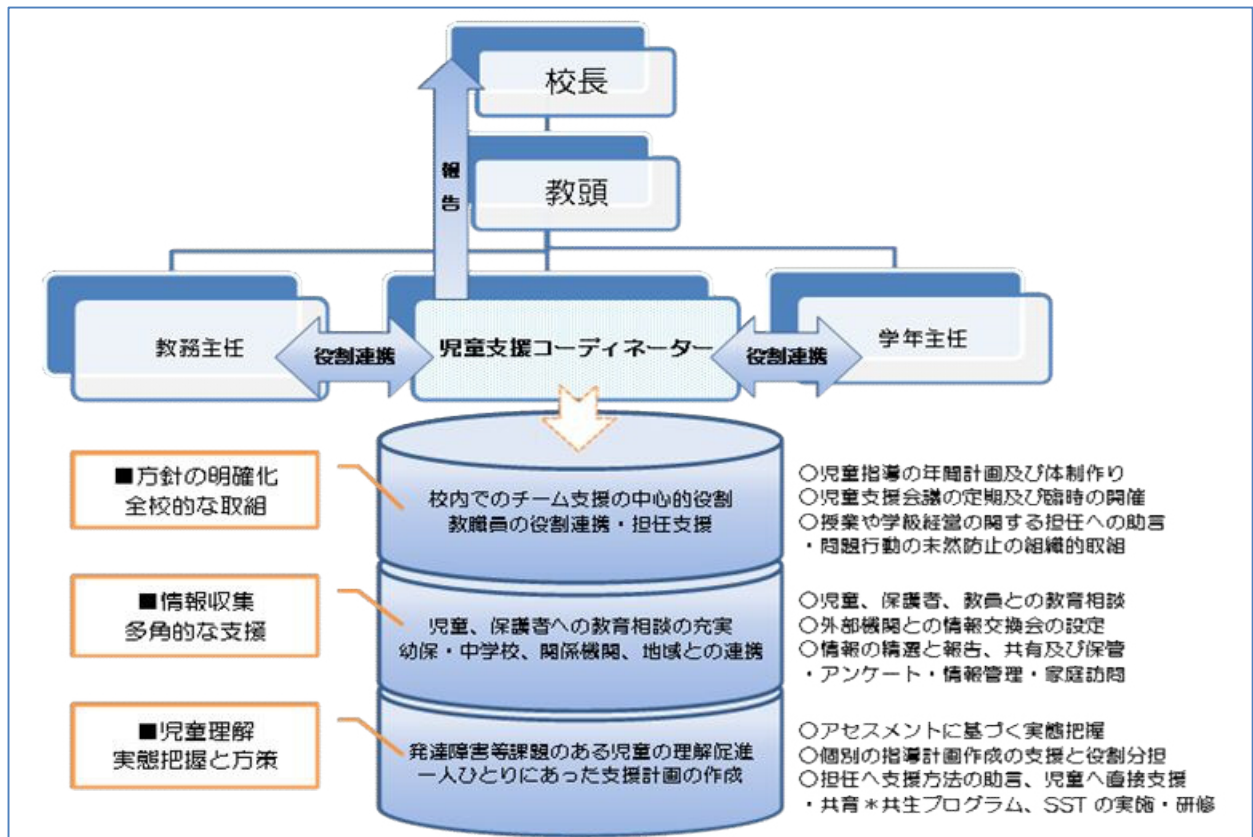 校長
報告
教頭
教務主任
役割連携
児童支援コーディネーター
役割連携
学年主任
■方針の明確化
全校的な取組
校内でのチーム支援の中心的役割
教職員の役割連携・担任支援
○児童指導の年間計画及び体制作り
○児童支援会議の定期及び臨時の開催
○授業や学級経営の関する担任への助言
・問題行動の未然防止の組織的取組
■情報収集
多角的な支援
児童、保護者への教育相談の充実
幼保・中学校、関係機関、地域との連携
○児童、保護者、教員との教育相談
○外部機関との情報交換会の設定
○情報の精選と報告、共有及び保管
・アンケート・情報管理・家庭訪問
■児童理解
実態把握と方策
発達障害等課題のある児童の理解促進
一人ひとりにあった支援計画の作成
○アセスメントに基づく実態把握
○個別の指導計画作成の支援と役割分担
○担任へ支援方法の助言、児童へ直接支援
・共育＊共生プログラム、SSTの実施・研修